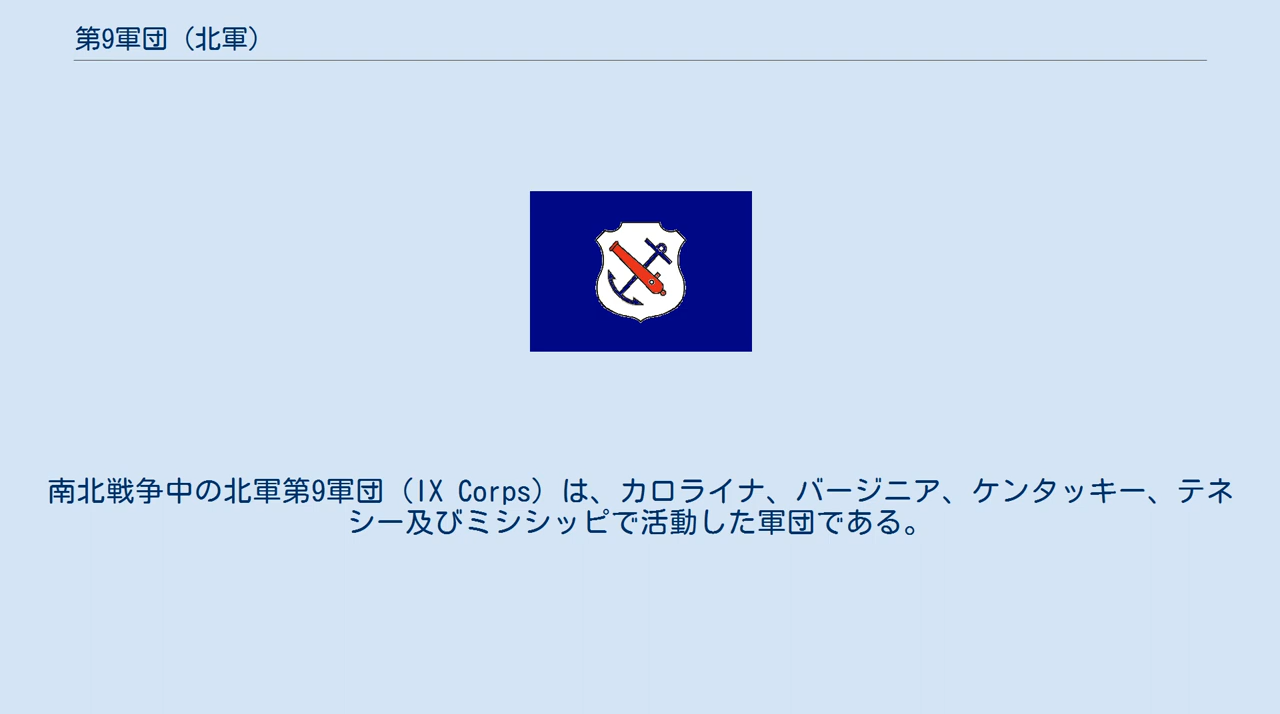 第9軍団（北軍）
南北戦争中の北軍第9軍団（IX Corps）は、カロライナ、バージニア、ケンタッキー、テネ
シー及びミシシッピで活動した軍団である。